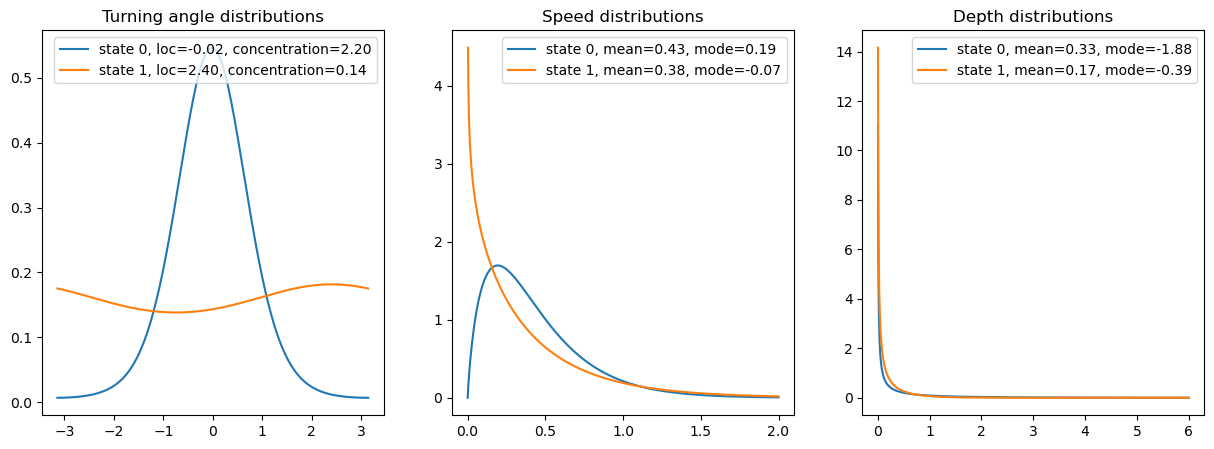 Turning angle distributions
state 0, loc=-0.02, concentration=2.20
state 1, loc=2.40, concentration=0.14
0.5
0.4
0.3
0.2
0.1
0.0
−3 −2 −1 0 1 2 3
Speed distributions
state 0, mean=0.43, mode=0.19
state 1, mean=0.38, mode=-0.07
4
3
2
1
0
0.0 0.5 1.0 1.5 2.0
Depth distributions
state 0, mean=0.33, mode=-1.88
state 1, mean=0.17, mode=-0.39
14
12
10
8
6
4
2
0
0 1 2 3 4 5 6